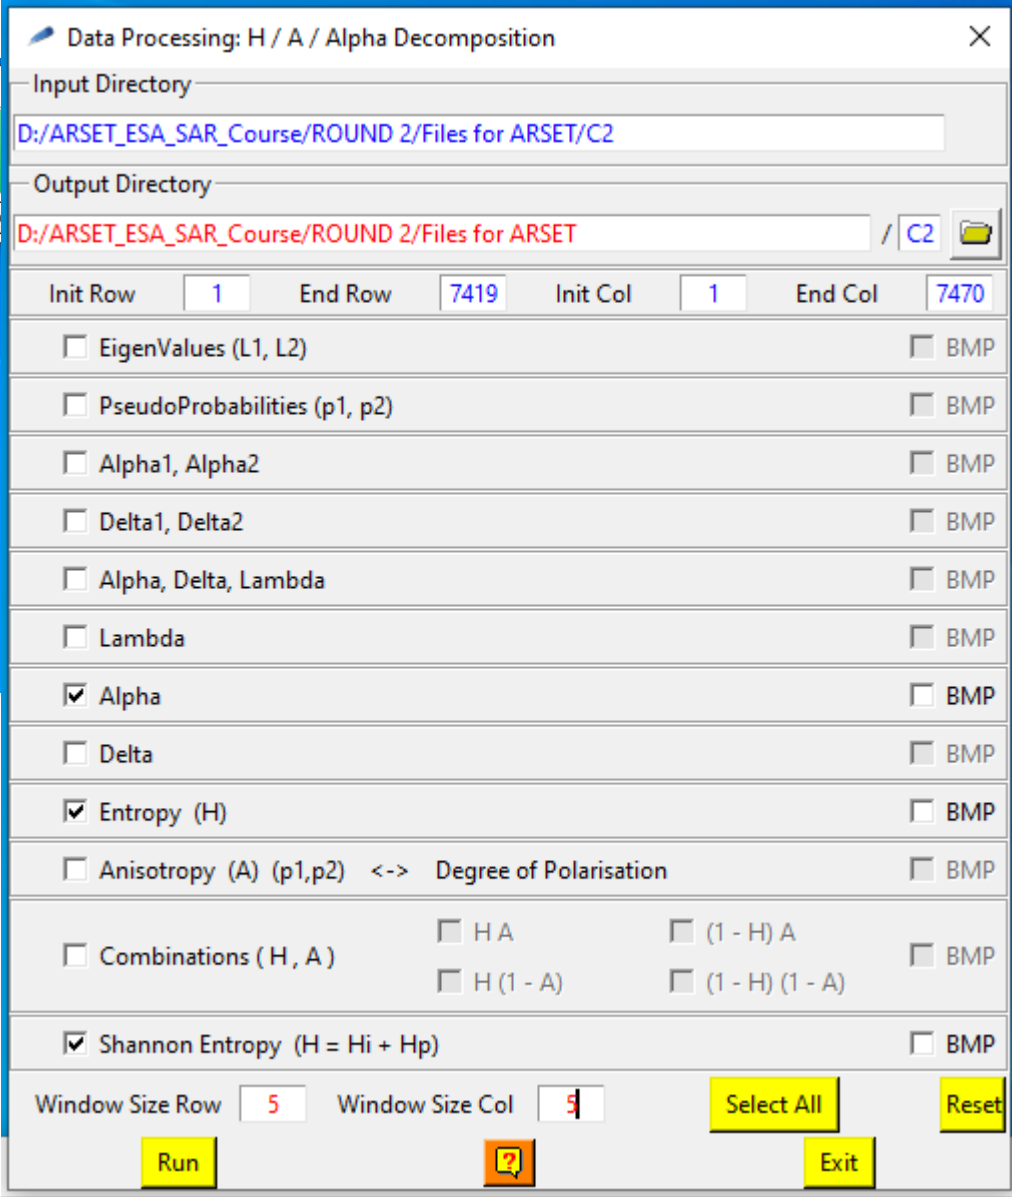 Data Processing: H / A / Alpha Decomposition
Input Directory
D:/ARSET_ESA_SAR_Course/ROUND 2/Files for ARSET/C2
Output Directory
D:/ARSET_ESA_SAR_Course/ROUND 2/Files for ARSET / C2
Init Row 1 End Row 7419 Init Col 1 End Col 7470
EigenValues (L1, L2) BMP
PseudoProbabilities (p1, p2) BMP
Alpha1, Alpha2 BMP
Delta1, Delta2 BMP
Alpha, Delta, Lambda BMP
Lambda BMP
Alpha BMP
Delta BMP
Entropy (H) BMP
Anisotropy (A) (p1,p2) <-> Degree of Polarisation BMP
H A (1 - H) A
Combinations ( H , A ) BMP
H (1 - A) (1 - H) (1 - A)
Shannon Entropy (H = Hi + Hp) BMP
Window Size Row 5 Window Size Col 5 Select All Reset
Run ? Exit